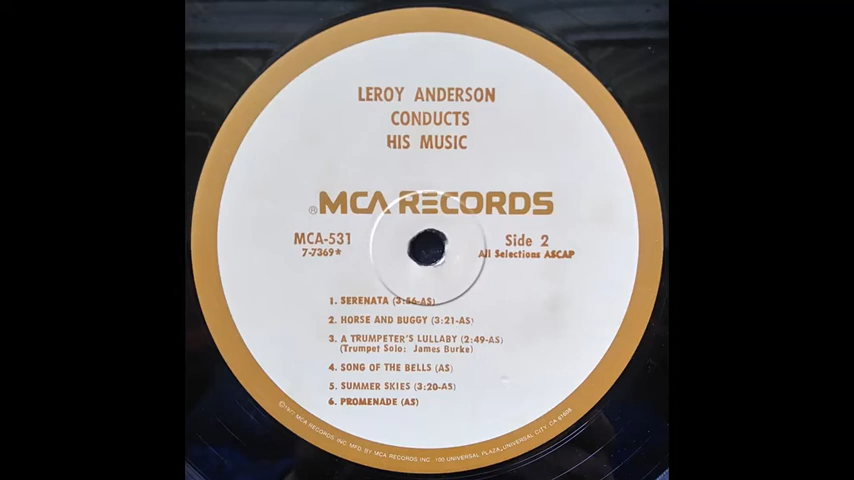 LEROY ANDERSON
CONDUCTS
HIS MUSIC
®MCA RECORDS
MCA-531
7-7369*
Side 2
All Selections ASCAP
1. SERENATA (3:56-AS)
2. HORSE AND BUGGY (3:21-AS)
3. A TRUMPETER'S LULLABY (2:49-AS)
(Trumpet Solo: James Burke)
4. SONG OF THE BELLS (AS)
5. SUMMER SKIES (3:20-AS)
6. PROMENADE (AS)
MCA RECORDS, INC. MFD. BY MCA RECORDS INC. 100 UNIVERSAL PLAZA, UNIVERSAL CITY, CA.